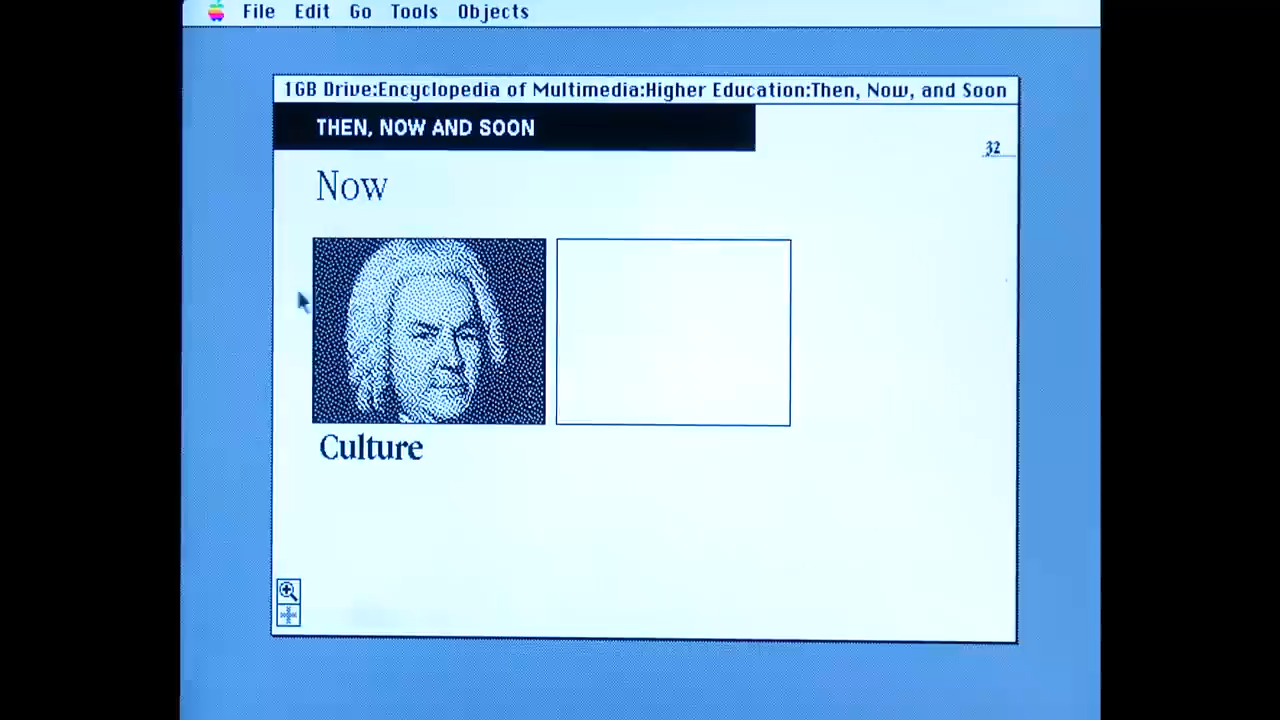 File Edit Go Tools Objects
1GB Drive:Encyclopedia of Multimedia:Higher Education:Then, Now, and Soon
THEN, NOW AND SOON
32
Now
Culture